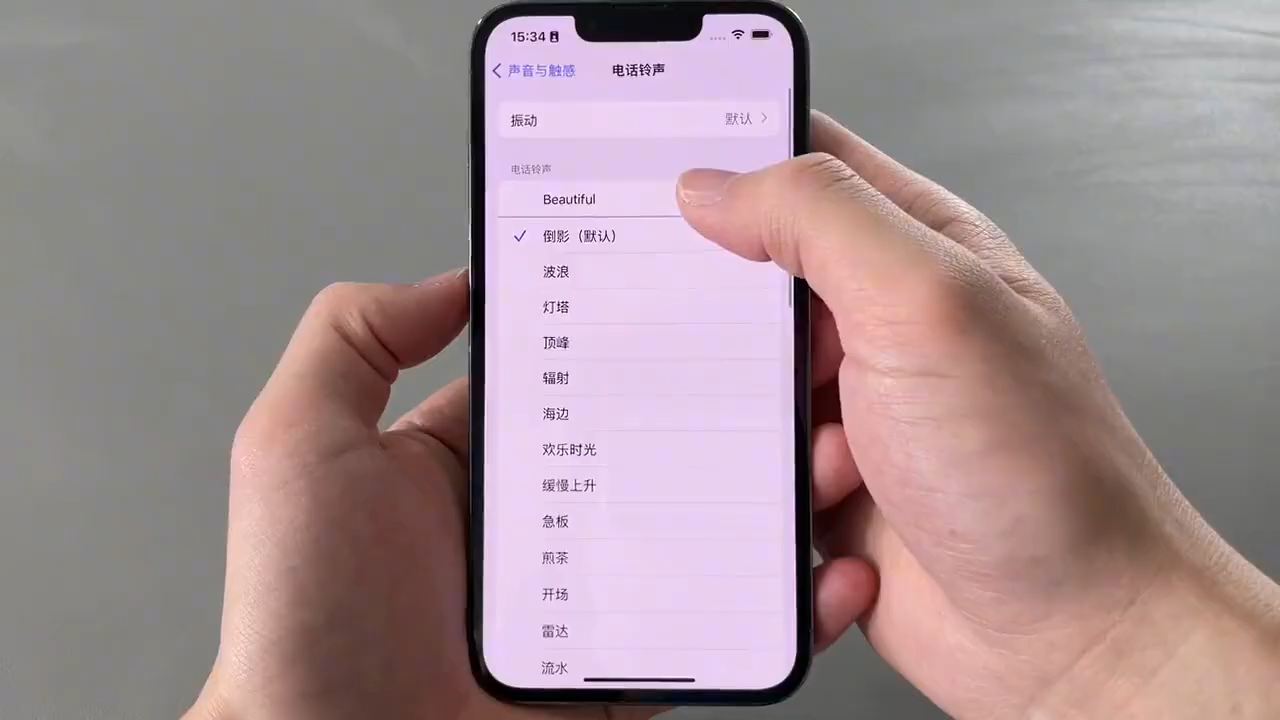 15:34
声音与触感
电话铃声
振动
默认
电话铃声
Beautiful
倒影（默认）
波浪
灯塔
顶峰
辐射
海边
欢乐时光
缓慢上升
急板
煎茶
开场
雷达
流水